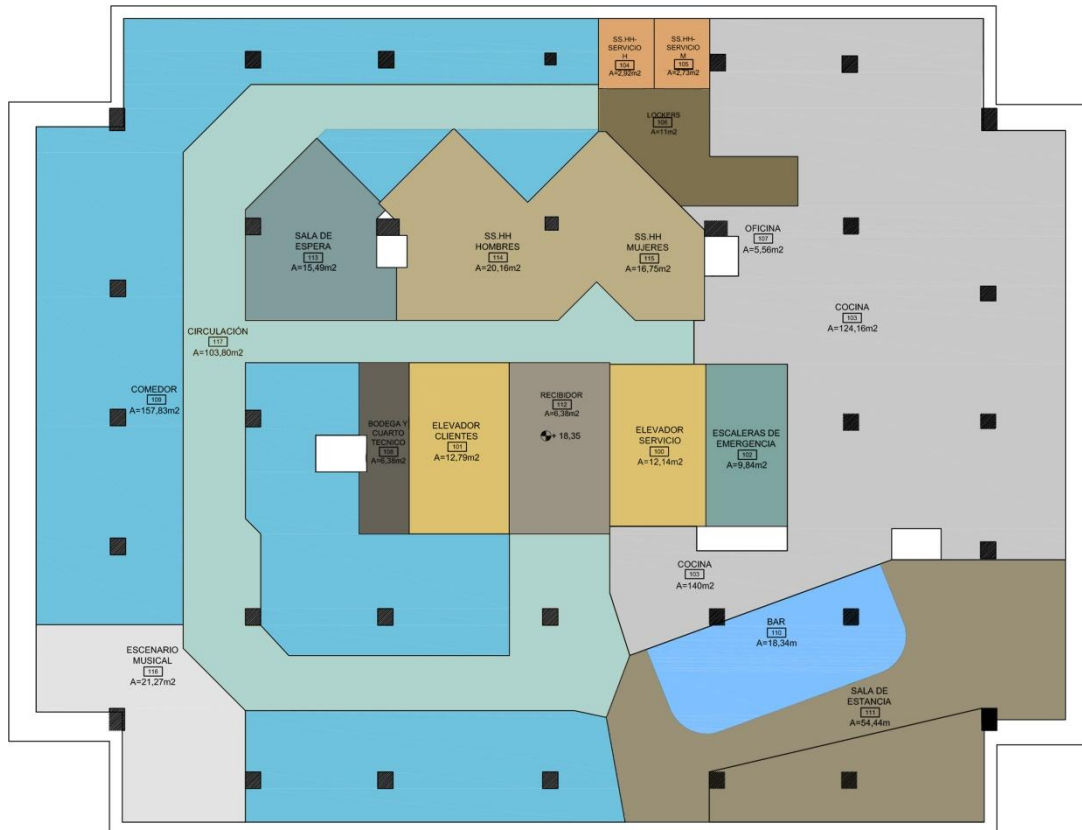 SS.HH-
SERVICIO
H
104
A=2,92m2
SS.HH-
SERVICIO
M
105
A=2,73m2
LOCKERS
106
A=11m2
SALA DE
ESPERA
113
A=15,49m2
SS.HH
HOMBRES
114
A=20,16m2
SS.HH
MUJERES
115
A=16,75m2
OFICINA
107
A=5,56m2
COCINA
103
A=124,16m2
CIRCULACIÓN
117
A=103,80m2
COMEDOR
109
A=157,83m2
BODEGA Y
CUARTO
TECNICO
108
A=6,38m2
ELEVADOR
CLIENTES
101
A=12,79m2
RECIBIDOR
112
A=6,38m2
+ 18,35
ELEVADOR
SERVICIO
100
A=12,14m2
ESCALERAS DE
EMERGENCIA
102
A=9,84m2
COCINA
103
A=140m2
BAR
110
A=18,34m
ESCENARIO
MUSICAL
116
A=21,27m2
SALA DE
ESTANCIA
111
A=54,44m